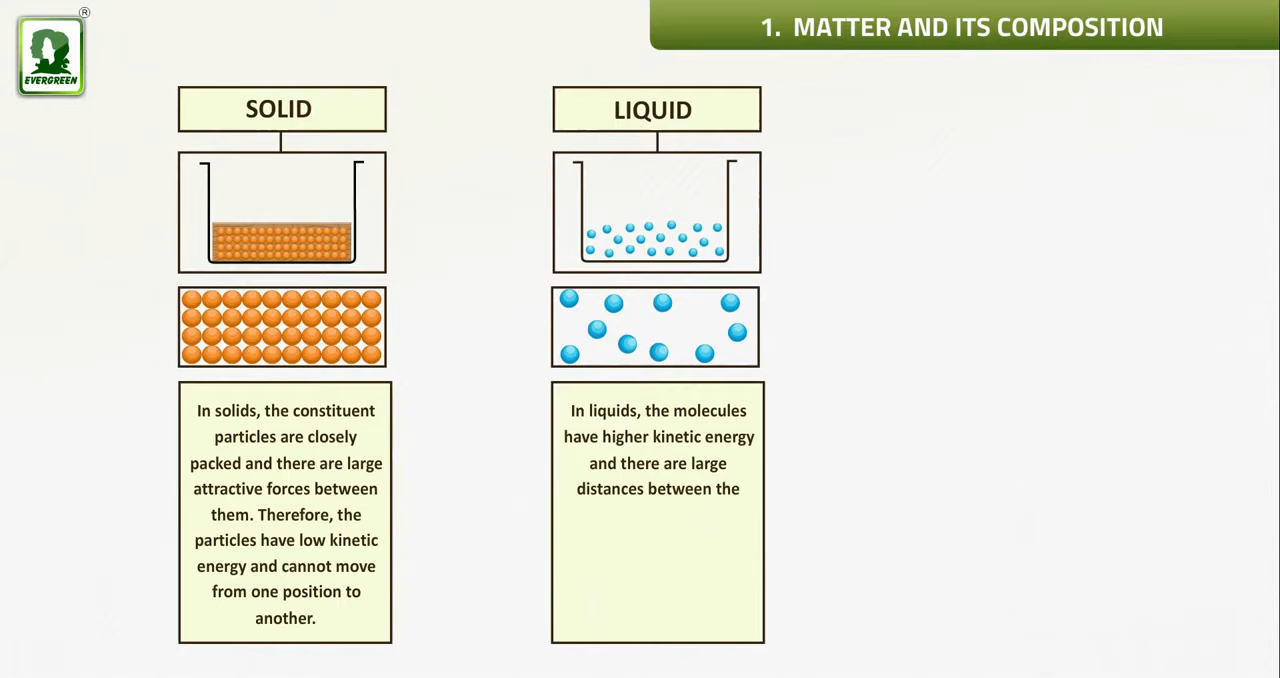 ®
EVERGREEN
1. MATTER AND ITS COMPOSITION
SOLID
In solids, the constituent
particles are closely
packed and there are large
attractive forces between
them. Therefore, the
particles have low kinetic
energy and cannot move
from one position to
another.
LIQUID
In liquids, the molecules
have higher kinetic energy
and there are large
distances between the